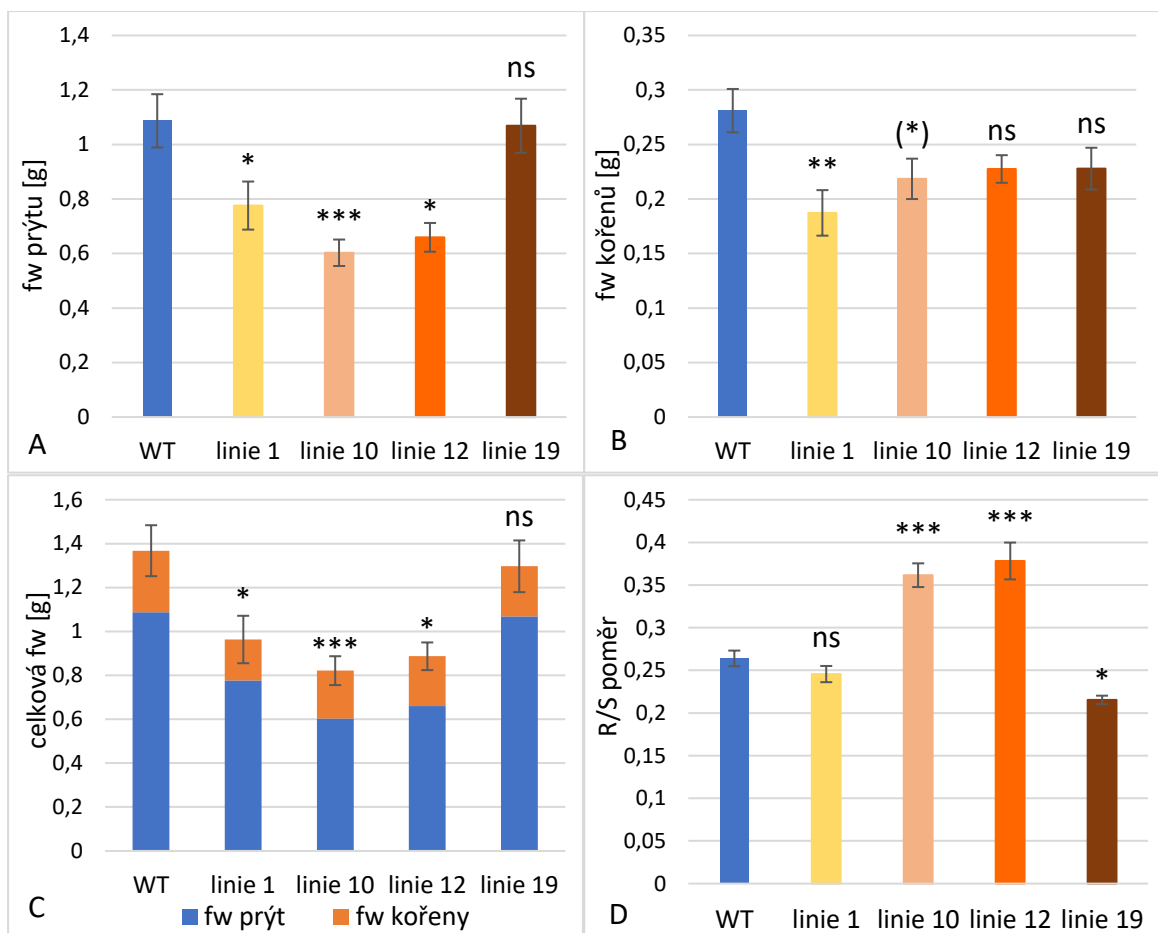 fw prýtu [g]
1,4
1,2
1
0,8
0,6
0,4
0,2
0
*
***
*
ns
WT linie 1 linie 10 linie 12 linie 19
A
fw kořenů [g]
0,35
0,3
0,25
0,2
0,15
0,1
0,05
0
**
(*)
ns
ns
WT linie 1 linie 10 linie 12 linie 19
B
celková fw [g]
1,6
1,4
1,2
1
0,8
0,6
0,4
0,2
0
*
***
*
ns
WT linie 1 linie 10 linie 12 linie 19
C
fw prýt fw kořeny
R/S poměr
0,45
0,4
0,35
0,3
0,25
0,2
0,15
0,1
0,05
0
ns
***
***
*
WT linie 1 linie 10 linie 12 linie 19
D